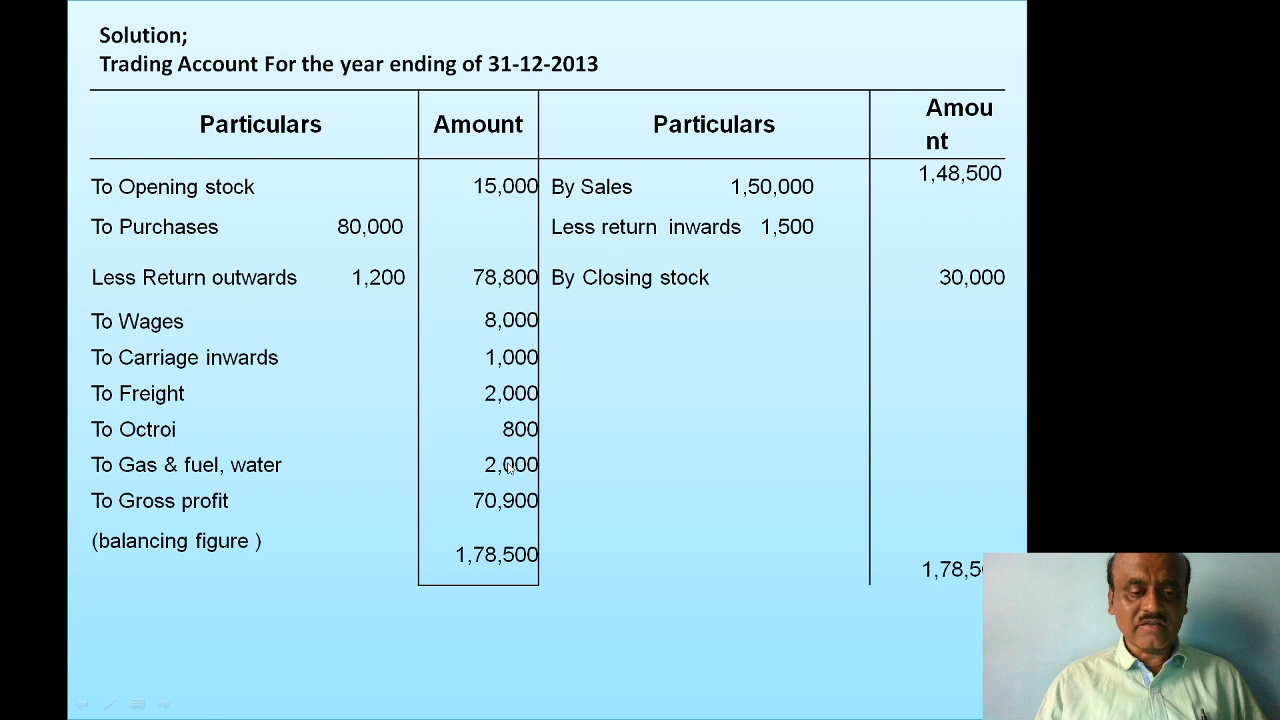 Solution;
Trading Account For the year ending of 31-12-2013
Particulars Amount Particulars Amou
nt
To Opening stock 15,000 By Sales 1,50,000 1,48,500
To Purchases 80,000 Less return inwards 1,500
Less Return outwards 1,200 78,800 By Closing stock 30,000
To Wages 8,000
To Carriage inwards 1,000
To Freight 2,000
To Octroi 800
To Gas & fuel, water 2,000
To Gross profit 70,900
(balancing figure )
1,78,500